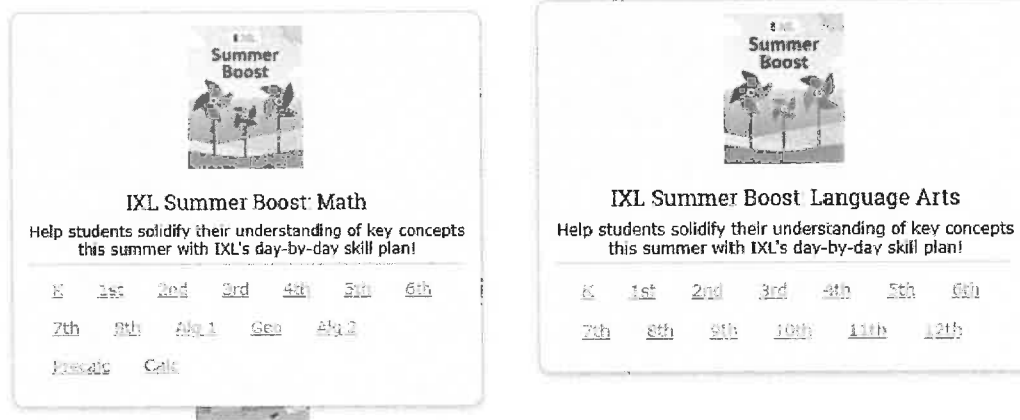 Summer
Boost
IXL Summer Boost: Math
Help students solidify their understanding of key concepts
this summer with IXL's day-by-day skill plan!
K 1st 2nd 3rd 4th 5th 6th
7th 8th Alg 1 Geo Alg 2
Precalc Calc
Summer
Boost
IXL Summer Boost: Language Arts
Help students solidify their understanding of key concepts
this summer with IXL's day-by-day skill plan!
K 1st 2nd 3rd 4th 5th 6th
7th 8th 9th 10th 11th 12th